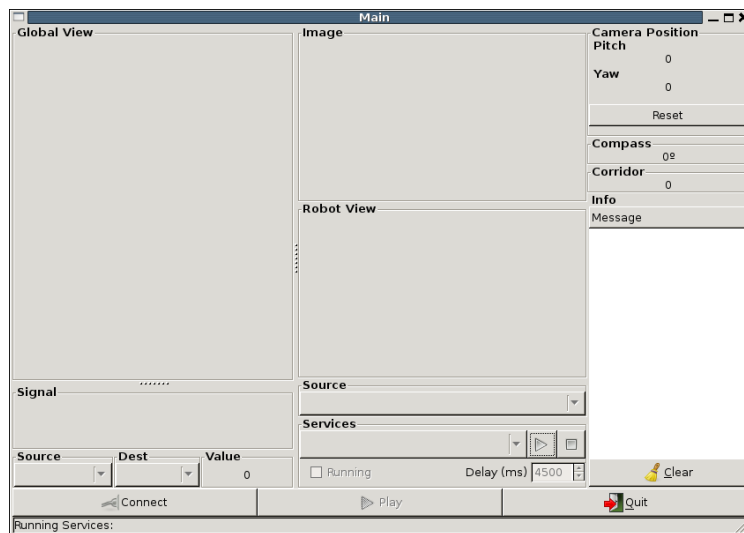 Main
Global View
Image
Camera Position
Pitch
0
Yaw
0
Reset
Compass
0º
Corridor
0
Info
Message
Robot View
Signal
Source
Services
Source Dest Value
0
Running Delay (ms) 4500
Clear
Connect Play Quit
Running Services: